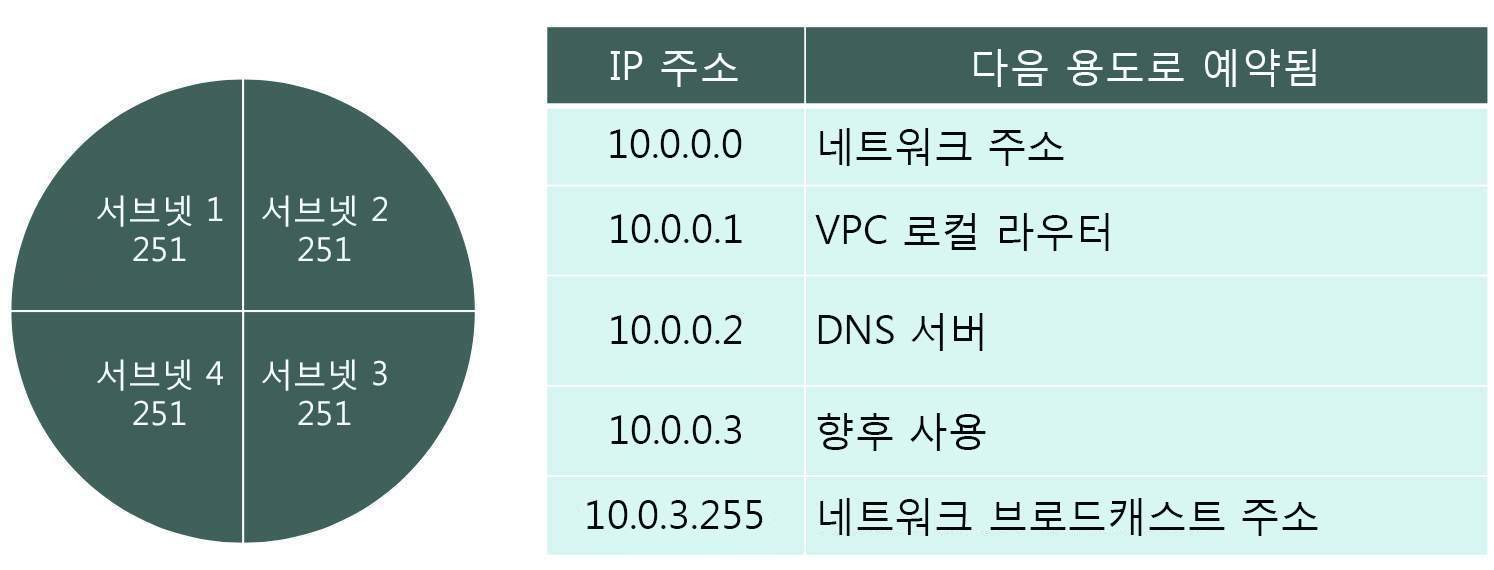 서브넷 1
251
서브넷 2
251
서브넷 4
251
서브넷 3
251
IP 주소 다음 용도로 예약됨
10.0.0.0 네트워크 주소
10.0.0.1 VPC 로컬 라우터
10.0.0.2 DNS 서버
10.0.0.3 향후 사용
10.0.3.255 네트워크 브로드캐스트 주소